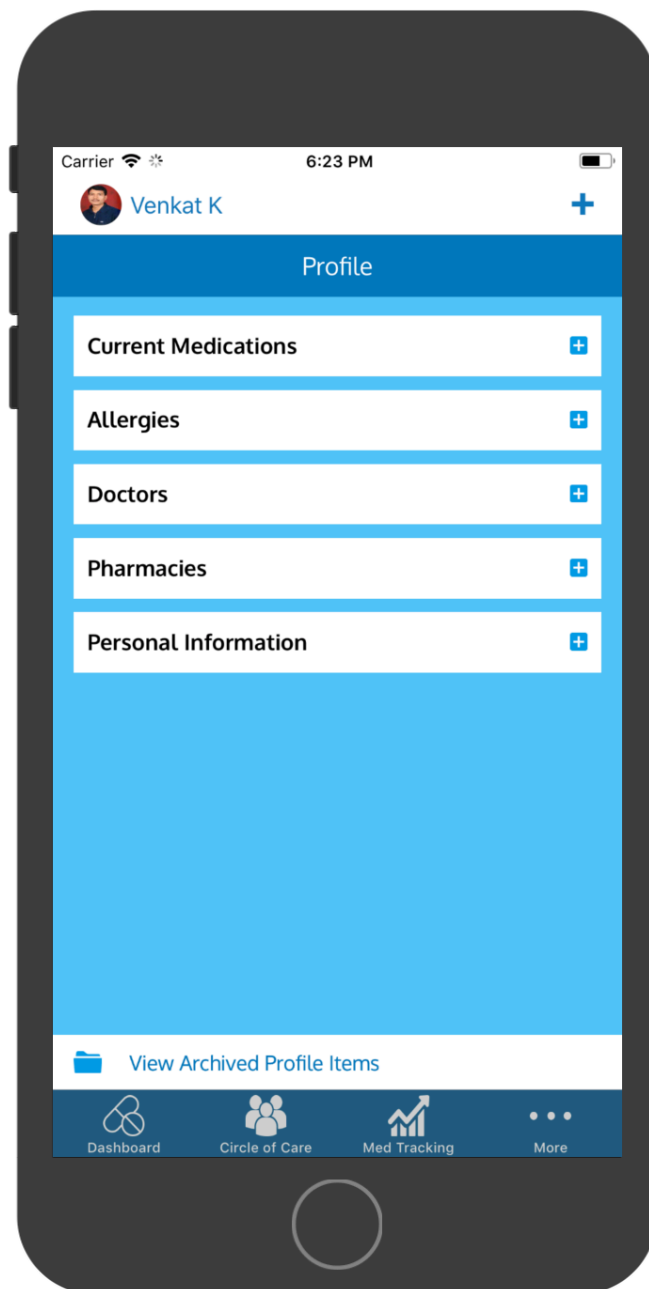 Carrier 6:23 PM
Venkat K
Profile
Current Medications
Allergies
Doctors
Pharmacies
Personal Information
View Archived Profile Items
Dashboard Circle of Care Med Tracking More